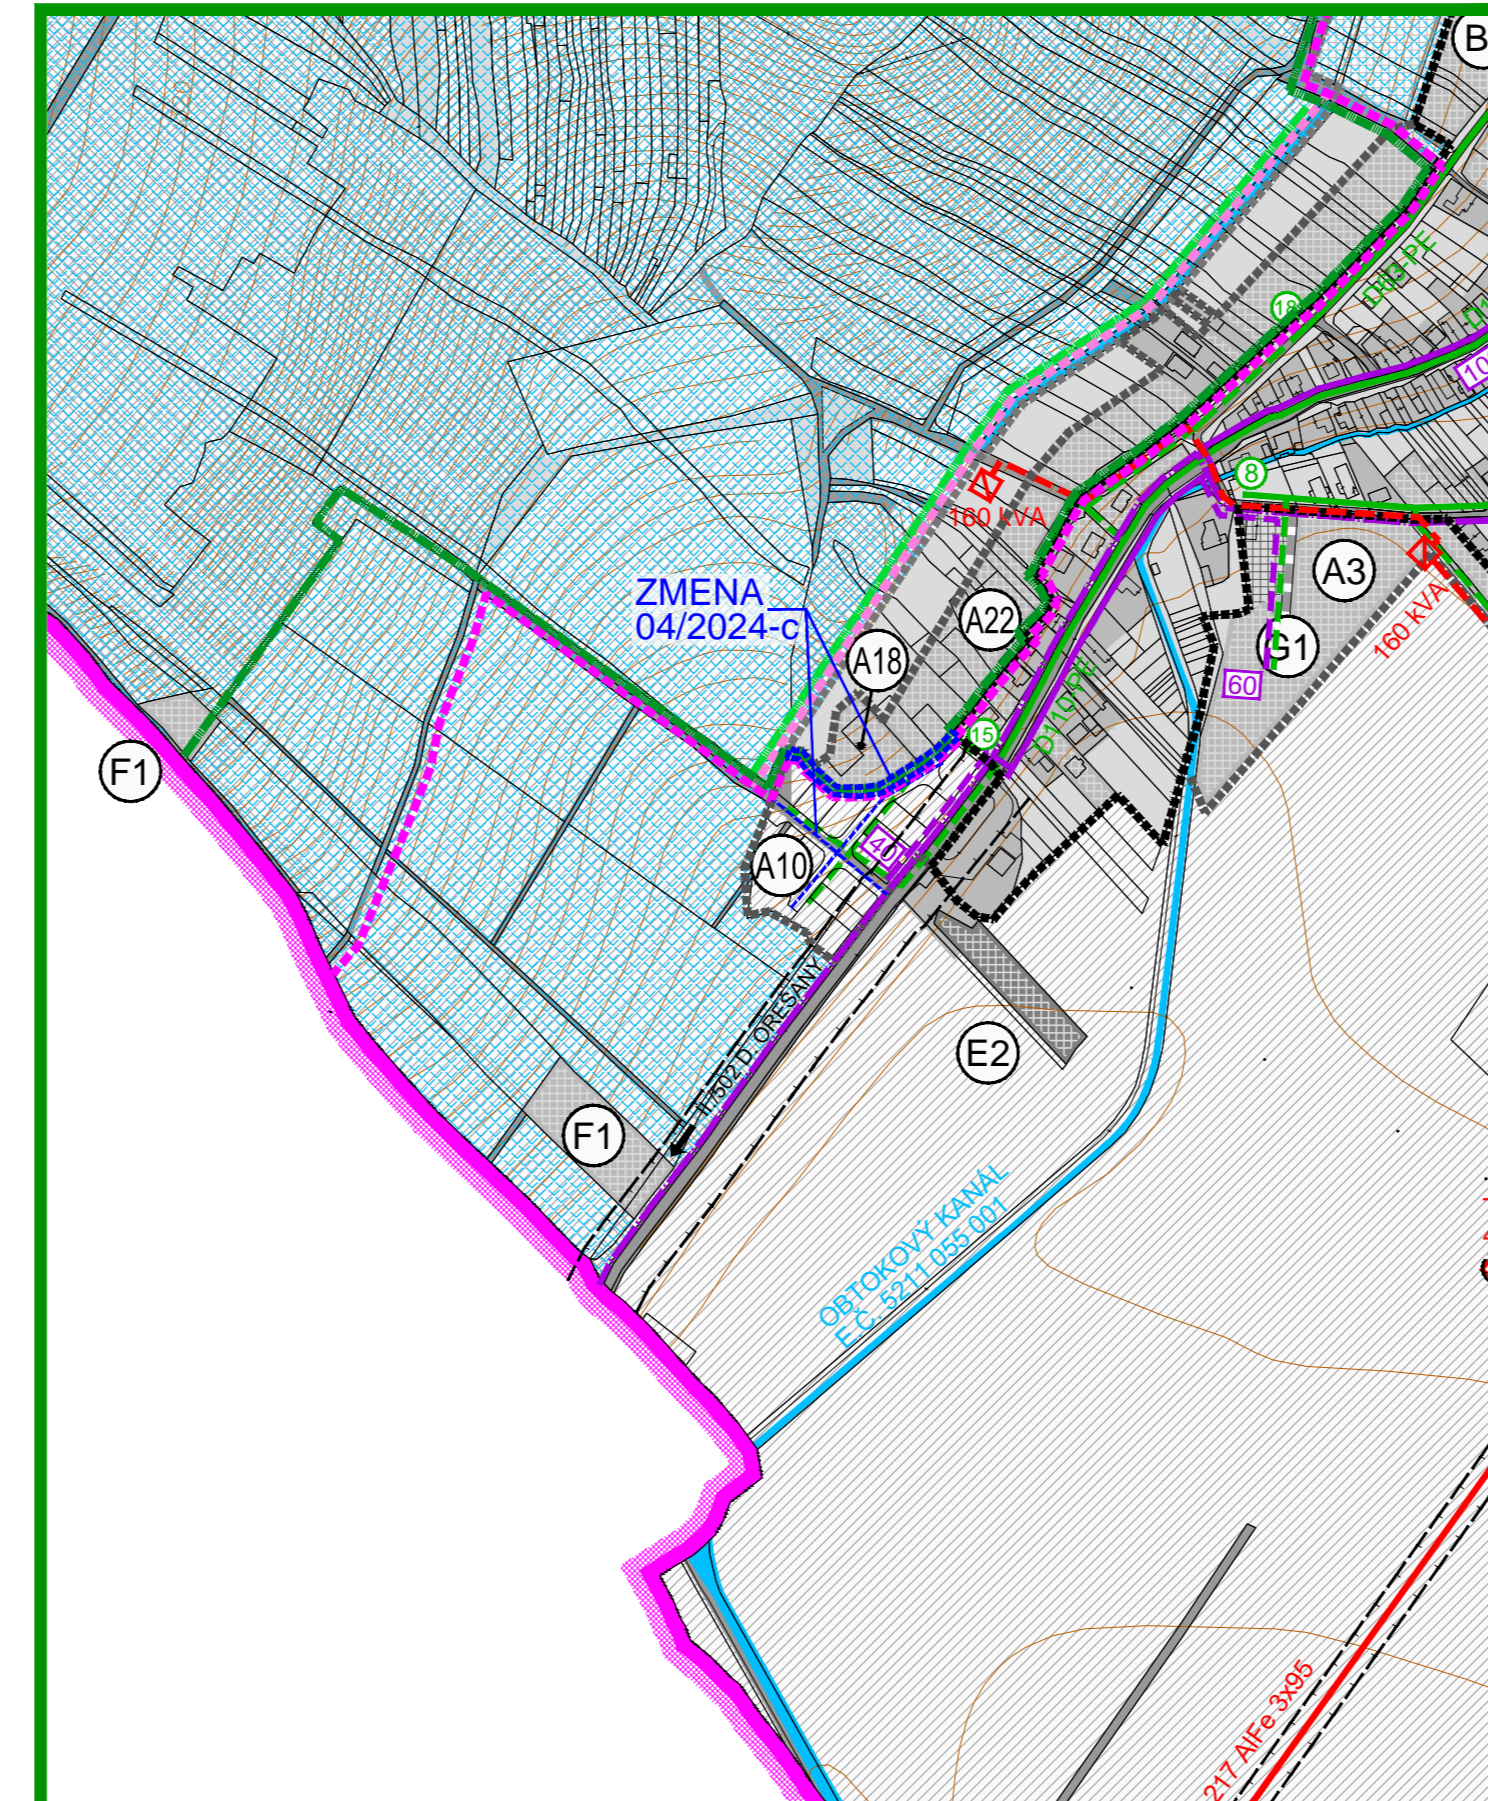 B
18
D63-PE
10
8
160 kVA
A3
ZMENA
04/2024-c
A22
A18
G1
160 kVA
60
D110-PE
15
F1
40
A10
II/502 D. OREŠANY
E2
F1
OBTOKOVÝ KANÁL
E.Č. 5211 055 001
217 AlFe 3x95